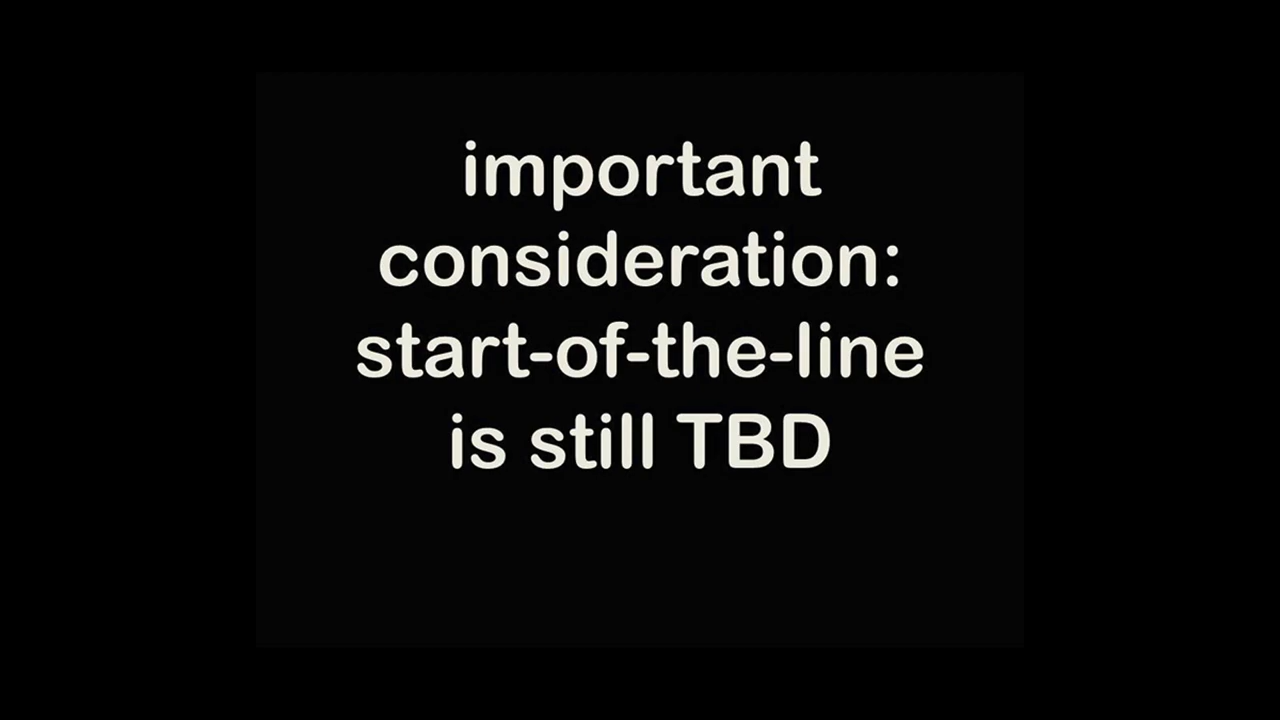 important
consideration:
start-of-the-line
is still TBD